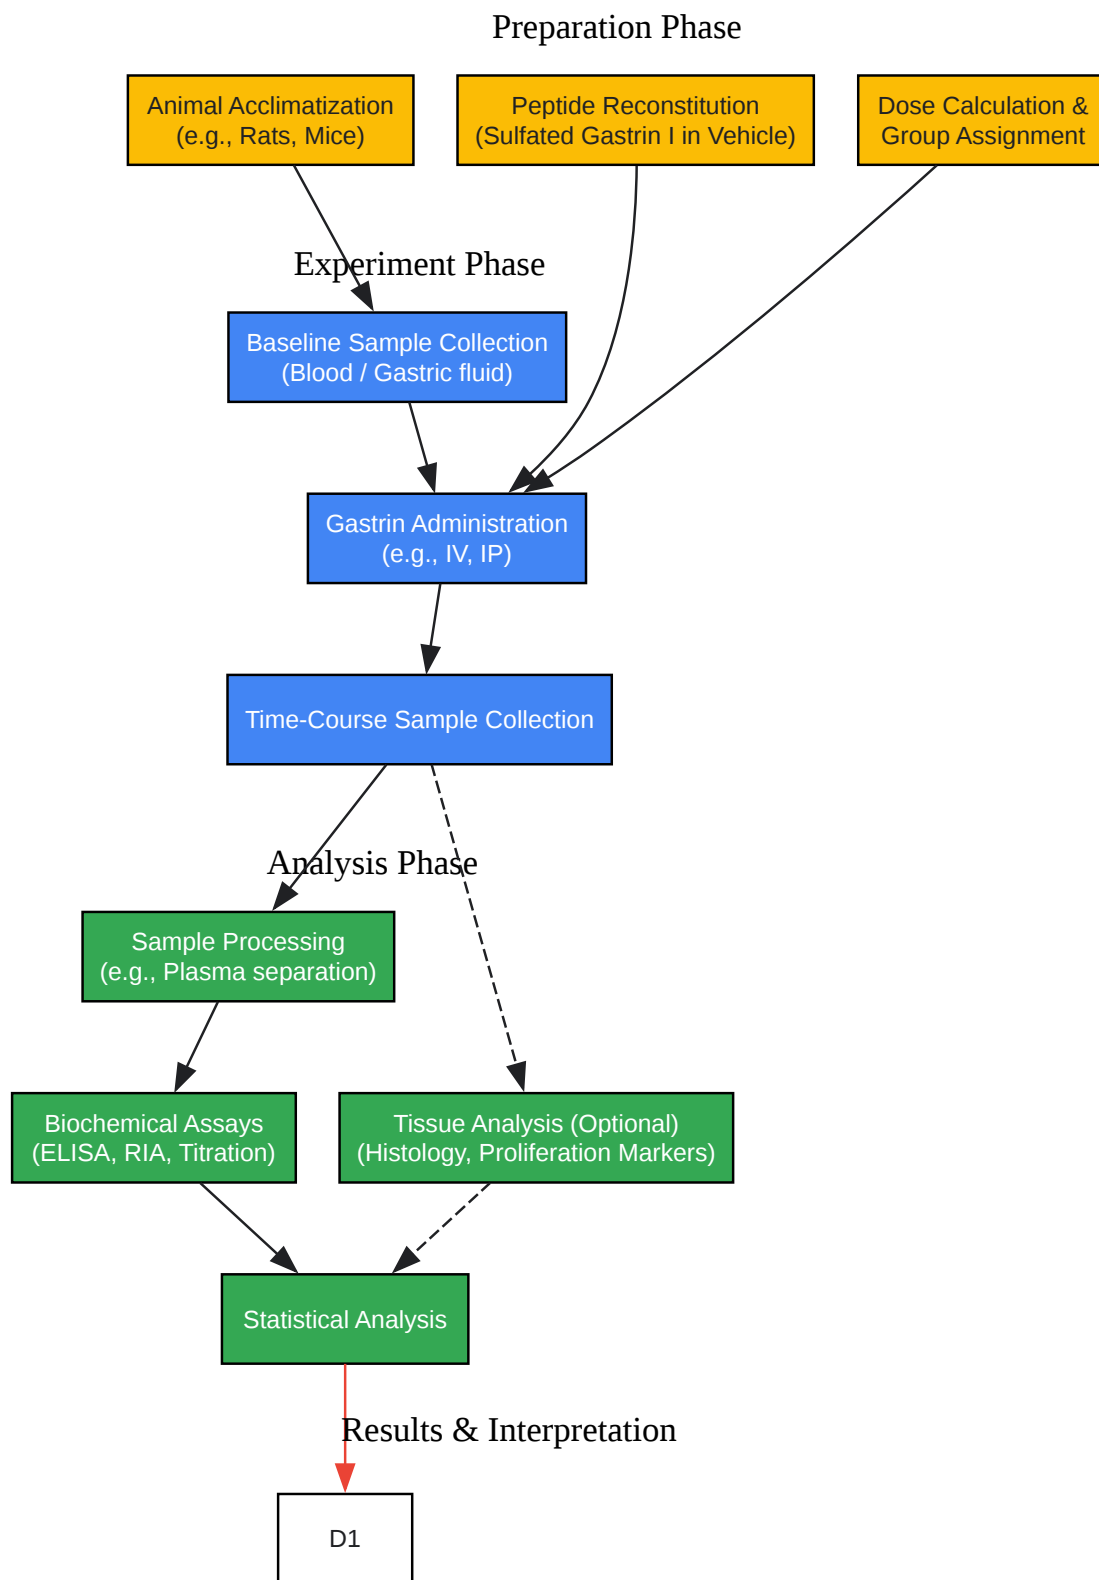 Preparation Phase
Animal Acclimatization
(e.g., Rats, Mice)
Peptide Reconstitution
(Sulfated Gastrin I in Vehicle)
Dose Calculation &
Group Assignment
Experiment Phase
Baseline Sample Collection
(Blood / Gastric fluid)
Gastrin Administration
(e.g., IV, IP)
Time-Course Sample Collection
Analysis Phase
Sample Processing
(e.g., Plasma separation)
Biochemical Assays
(ELISA, RIA, Titration)
Tissue Analysis (Optional)
(Histology, Proliferation Markers)
Statistical Analysis
Results & Interpretation
D1